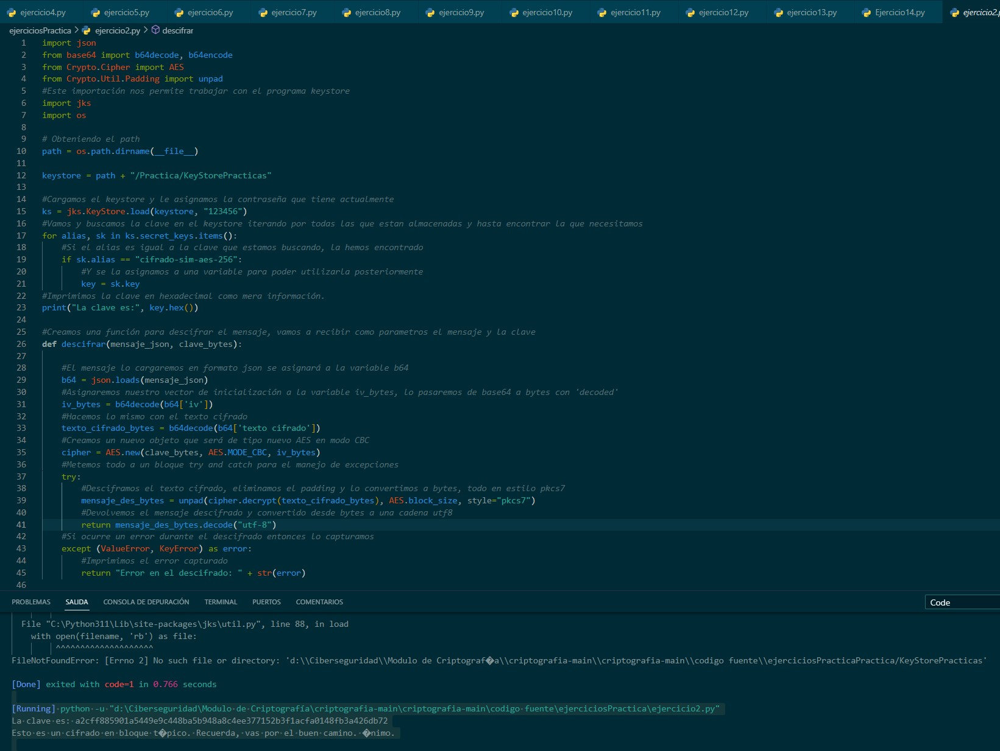 ejercicio4.py ejercicio5.py ejercicio6.py ejercicio7.py ejercicio8.py ejercicio9.py ejercicio10.py ejercicio11.py ejercicio12.py ejercicio13.py Ejercicio14.py ejercicio2.p
ejerciciosPractica > ejercicio2.py > descifrar
1 import json
2 from base64 import b64decode, b64encode
3 from Crypto.Cipher import AES
4 from Crypto.Util.Padding import unpad
5 #Este importación nos permite trabajar con el programa keystore
6 import jks
7 import os
8
9 # Obteniendo el path
10 path = os.path.dirname(__file__)
11
12 keystore = path + "/Practica/KeyStorePracticas"
13
14 #Cargamos el keystore y le asignamos la contraseña que tiene actualmente
15 ks = jks.KeyStore.load(keystore, "123456")
16 #Vamos y buscamos la clave en el keystore iterando por todas las que estan almacenadas y hasta encontrar la que necesitamos
17 for alias, sk in ks.secret_keys.items():
18 #Si el alias es igual a la clave que estamos buscando, la hemos encontrado
19 if sk.alias == "cifrado-sim-aes-256":
20 #Y se la asignamos a una variable para poder utilizarla posteriormente
21 key = sk.key
22 #Imprimimos la clave en hexadecimal como mera información.
23 print("La clave es:", key.hex())
24
25 #Creamos una función para descifrar el mensaje, vamos a recibir como parametros el mensaje y la clave
26 def descifrar(mensaje_json, clave_bytes):
27
28 #El mensaje lo cargaremos en formato json se asignará a la variable b64
29 b64 = json.loads(mensaje_json)
30 #Asignaremos nuestro vector de inicialización a la variable iv_bytes, lo pasaremos de base64 a bytes con 'decoded'
31 iv_bytes = b64decode(b64['iv'])
32 #Hacemos lo mismo con el texto cifrado
33 texto_cifrado_bytes = b64decode(b64['texto cifrado'])
34 #Creamos un nuevo objeto que será de tipo nuevo AES en modo CBC
35 cipher = AES.new(clave_bytes, AES.MODE_CBC, iv_bytes)
36 #Metemos todo a un bloque try and catch para el manejo de excepciones
37 try:
38 #Desciframos el texto cifrado, eliminamos el padding y lo convertimos a bytes, todo en estilo pkcs7
39 mensaje_des_bytes = unpad(cipher.decrypt(texto_cifrado_bytes), AES.block_size, style="pkcs7")
40 #Devolvemos el mensaje descifrado y convertido desde bytes a una cadena utf8
41 return mensaje_des_bytes.decode("utf-8")
42 #Si ocurre un error durante el descifrado entonces lo capturamos
43 except (ValueError, KeyError) as error:
44 #Imprimimos el error capturado
45 return "Error en el descifrado: " + str(error)
46
PROBLEMAS SALIDA CONSOLA DE DEPURACIÓN TERMINAL PUERTOS COMENTARIOS Code
File "C:\Python311\Lib\site-packages\jks\util.py", line 88, in load
with open(filename, 'rb') as file:
^^^^^^^^^^^^^^^^^^^^
FileNotFoundError: [Errno 2] No such file or directory: 'd:\\Ciberseguridad\\Modulo de Criptograf�a\\criptografia-main\\criptografia-main\\codigo fuente\\ejerciciosPracticaPractica/KeyStorePracticas'
[Done] exited with code=1 in 0.766 seconds
[Running] python -u "d:\Ciberseguridad\Modulo de Criptografía\criptografia-main\criptografia-main\codigo fuente\ejerciciosPractica\ejercicio2.py"
La clave es: a2cff885901a5449e9c448ba5b948a8c4ee377152b3f1acfa0148fb3a426db72
Esto es un cifrado en bloque t�pico. Recuerda, vas por el buen camino. �nimo.